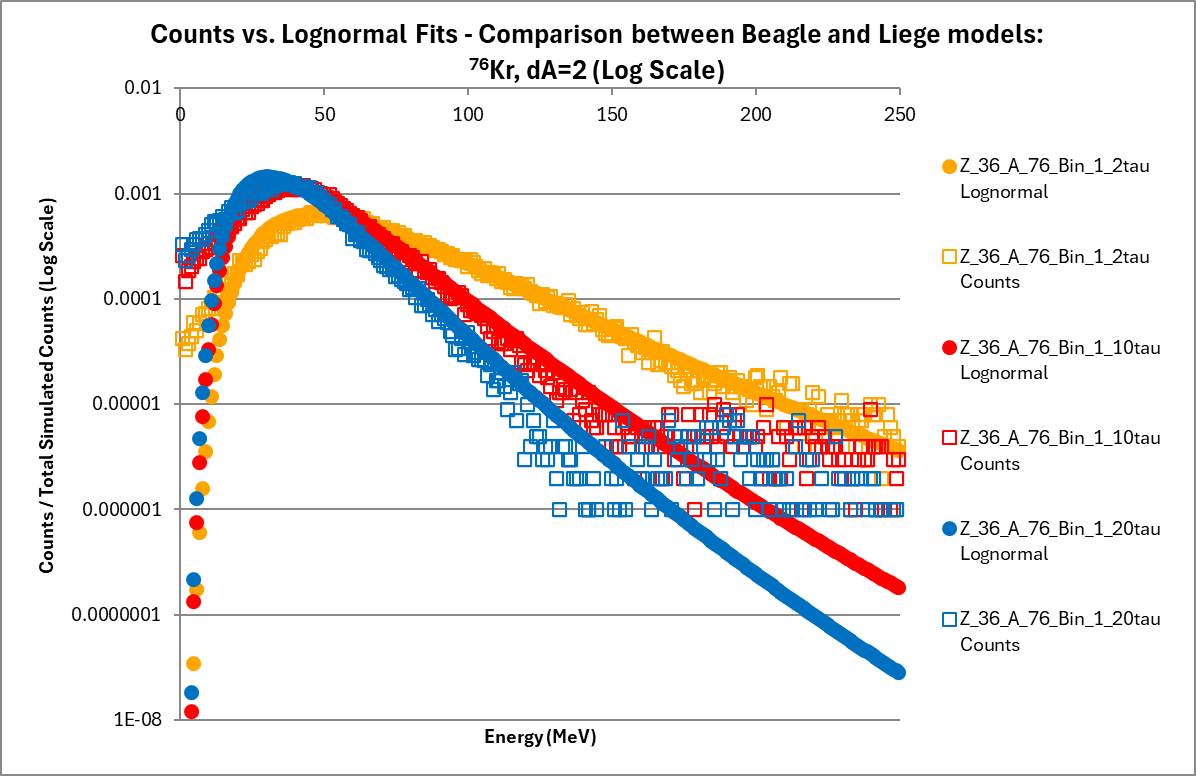 Counts vs. Lognormal Fits - Comparison between Beagle and Liege models:
⁷⁶Kr, dA=2 (Log Scale)
0.01
0 50 100 150 200 250
0.001
0.0001
0.00001
0.000001
0.0000001
1E-08
Counts / Total Simulated Counts (Log Scale)
Energy (MeV)
Z_36_A_76_Bin_1_2tau
Lognormal
Z_36_A_76_Bin_1_2tau
Counts
Z_36_A_76_Bin_1_10tau
Lognormal
Z_36_A_76_Bin_1_10tau
Counts
Z_36_A_76_Bin_1_20tau
Lognormal
Z_36_A_76_Bin_1_20tau
Counts